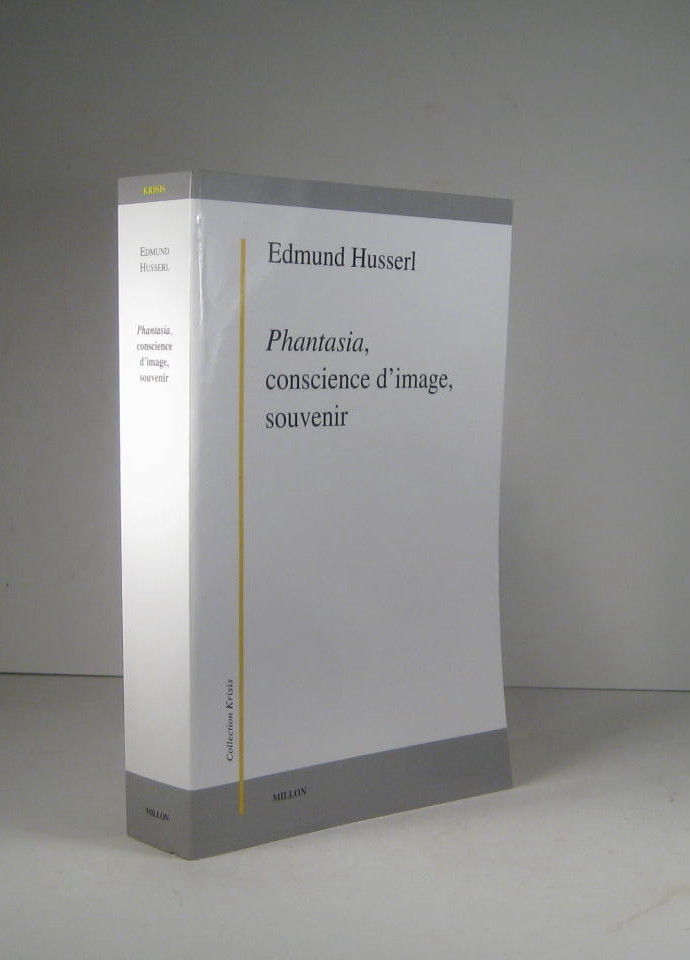 KRISIS
EDMUND
HUSSERL
Phantasia,
conscience
d'image,
souvenir
MILLON
Edmund Husserl
Phantasia,
conscience d'image,
souvenir
Collection Krisis
MILLON